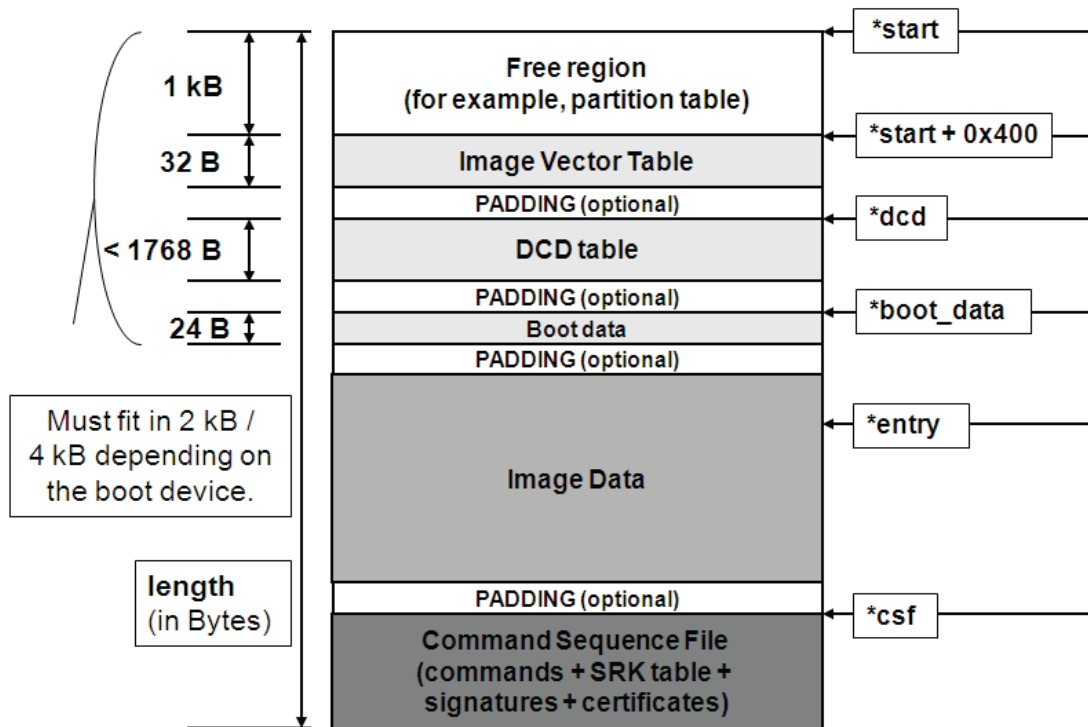 *start
1 kB
Free region
(for example, partition table)
*start + 0x400
32 B
Image Vector Table
PADDING (optional)
*dcd
< 1768 B
DCD table
PADDING (optional)
*boot_data
24 B
Boot data
PADDING (optional)
Must fit in 2 kB /
4 kB depending on
the boot device.
*entry
Image Data
length
(in Bytes)
PADDING (optional)
*csf
Command Sequence File
(commands + SRK table +
signatures + certificates)